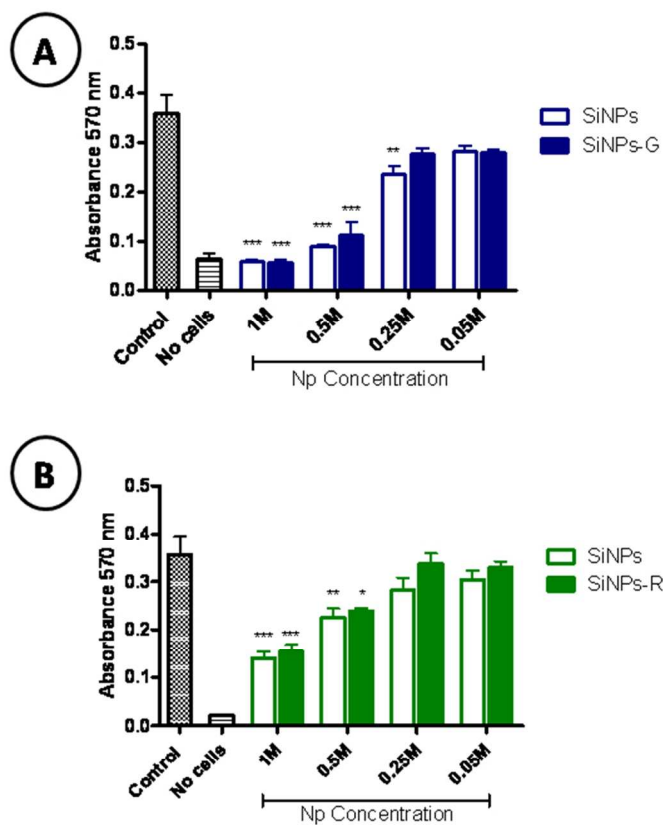 A
Absorbance 570 nm
0.5
0.4
0.3
0.2
0.1
0.0
*** *** *** *** **
Control
No cells
1M
0.5M
0.25M
0.05M
Np Concentration
SiNPs
SiNPs-G
B
Absorbance 570 nm
0.5
0.4
0.3
0.2
0.1
0.0
*** *** ** *
Control
No cells
1M
0.5M
0.25M
0.05M
Np Concentration
SiNPs
SiNPs-R